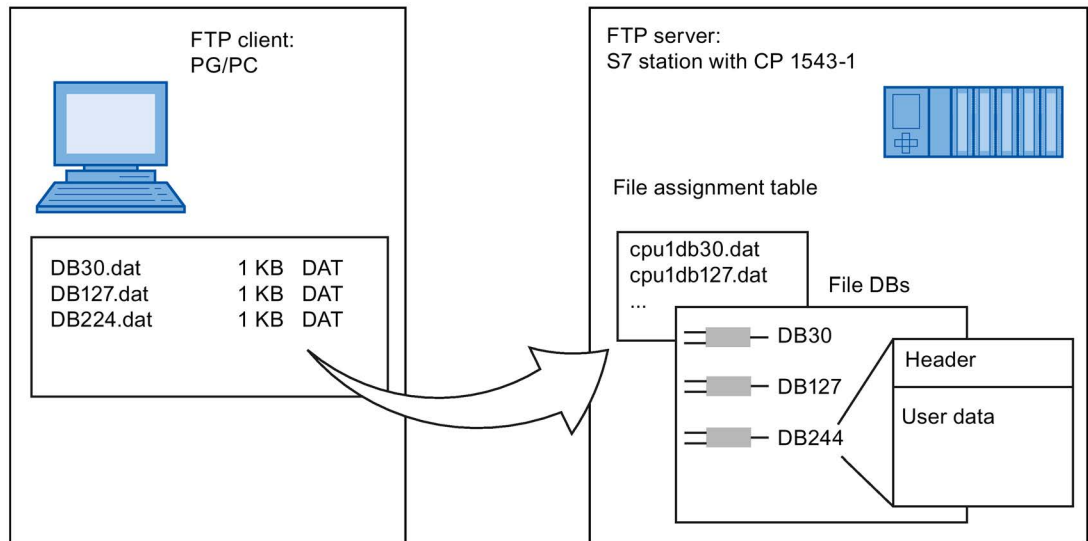 FTP client:
PG/PC
DB30.dat 1 KB DAT
DB127.dat 1 KB DAT
DB224.dat 1 KB DAT
FTP server:
S7 station with CP 1543-1
File assignment table
cpu1db30.dat
cpu1db127.dat
...
File DBs
DB30
DB127
DB244
Header
User data